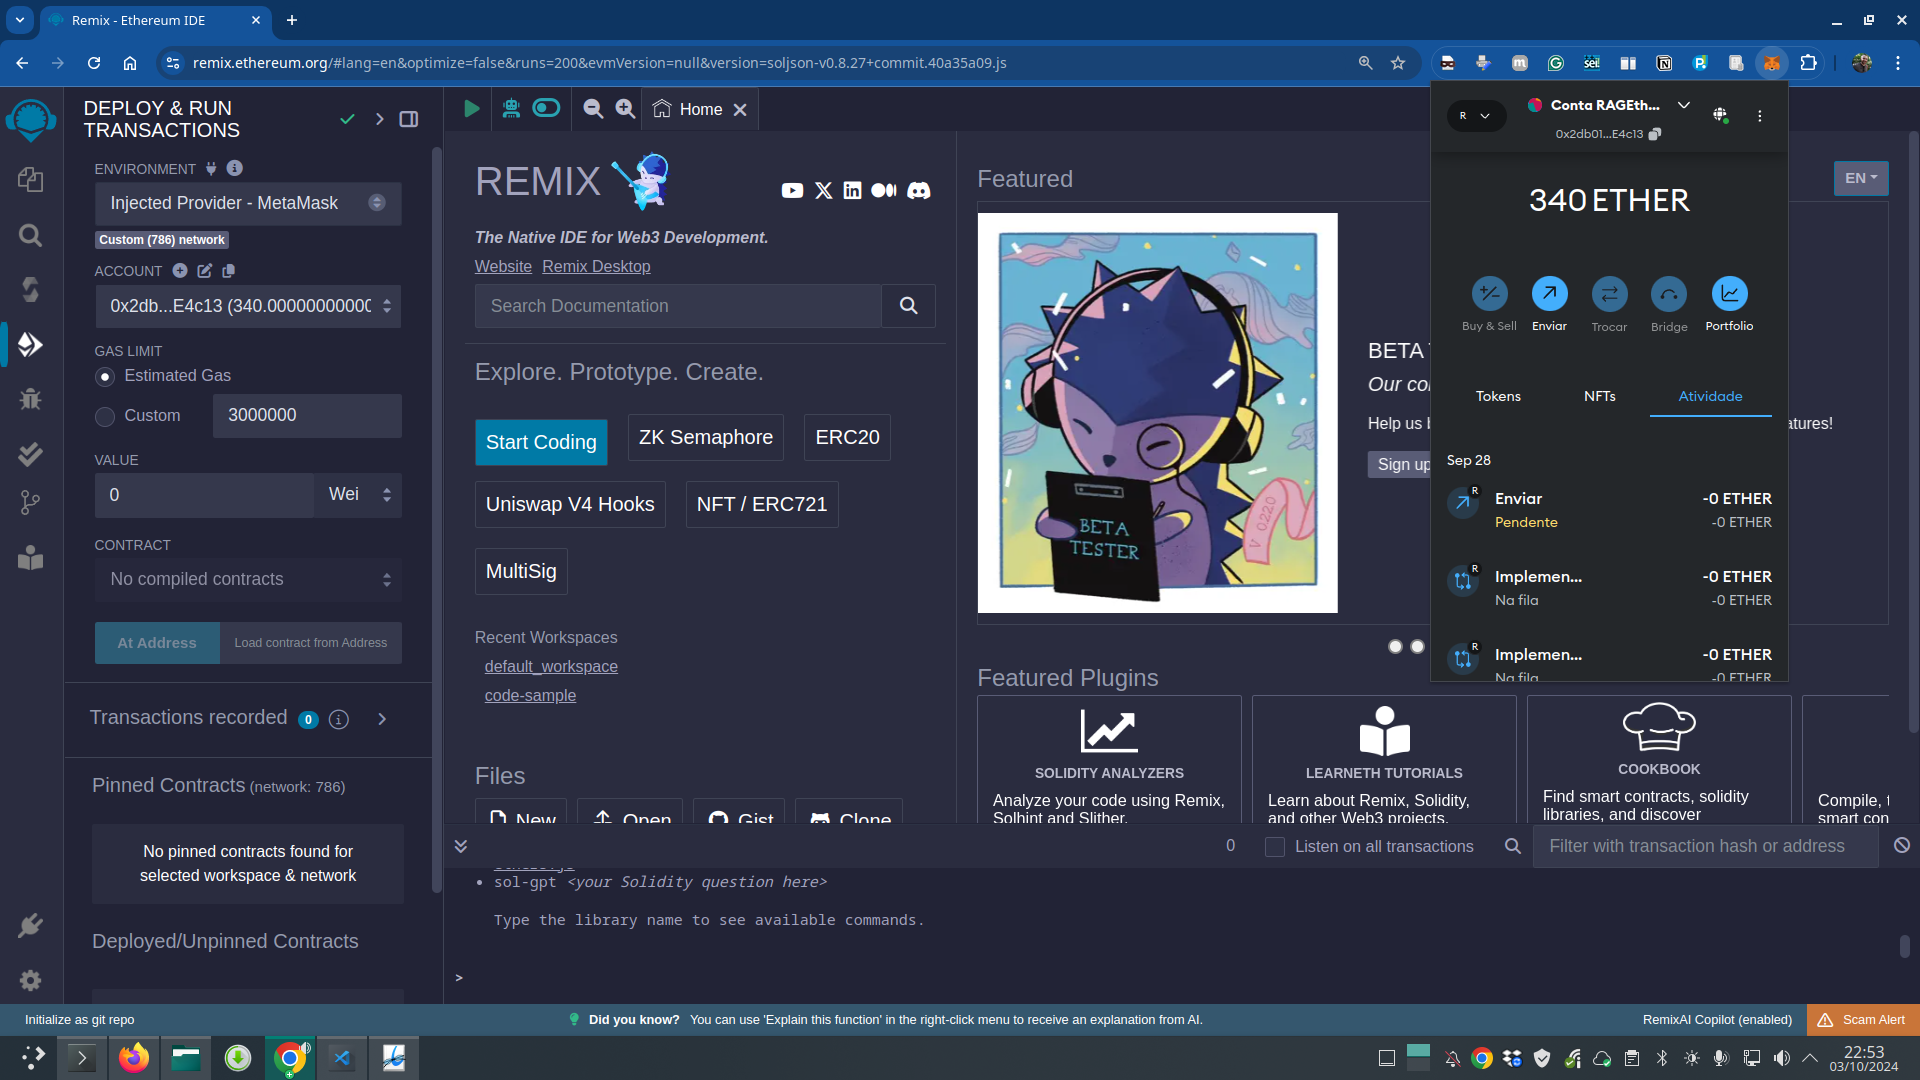 Remix - Ethereum IDE
remix.ethereum.org/#lang=en&optimize=false&runs=200&evmVersion=null&version=soljson-v0.8.27+commit.40a35a09.js
DEPLOY & RUN
TRANSACTIONS
ENVIRONMENT
Injected Provider - MetaMask
Custom (786) network
ACCOUNT
0x2db...E4c13 (340.00000000000
GAS LIMIT
Estimated Gas
Custom
3000000
VALUE
0
Wei
CONTRACT
No compiled contracts
At Address
Load contract from Address
Transactions recorded 0
Pinned Contracts (network: 786)
No pinned contracts found for
selected workspace & network
Deployed/Unpinned Contracts
Home
REMIX
The Native IDE for Web3 Development.
Website
Remix Desktop
Search Documentation
Explore. Prototype. Create.
Start Coding
ZK Semaphore
ERC20
Uniswap V4 Hooks
NFT / ERC721
MultiSig
Recent Workspaces
default_workspace
code-sample
Files
New
Open
Gist
Clone
Featured
EN
BETA TESTER
V 0220
BETA
Our co
Help us
atures!
Sign up
Featured Plugins
SOLIDITY ANALYZERS
Analyze your code using Remix,
Solhint and Slither.
LEARNETH TUTORIALS
Learn about Remix, Solidity,
and other Web3 projects.
COOKBOOK
Find smart contracts, solidity
libraries, and discover
Compile, t
smart con
R
Conta RAGEth...
0x2db01...E4c13
340 ETHER
Buy & Sell
Enviar
Trocar
Bridge
Portfolio
Tokens
NFTs
Atividade
Sep 28
R
Enviar
-0 ETHER
Pendente
-0 ETHER
R
Implemen...
-0 ETHER
Na fila
-0 ETHER
R
Implemen...
-0 ETHER
Na fila
-0 ETHER
0
Listen on all transactions
Filter with transaction hash or address
sol-gpt <your Solidity question here>
Type the library name to see available commands.
>
Initialize as git repo
Did you know? You can use 'Explain this function' in the right-click menu to receive an explanation from AI.
RemixAI Copilot (enabled)
Scam Alert
22:53
03/10/2024